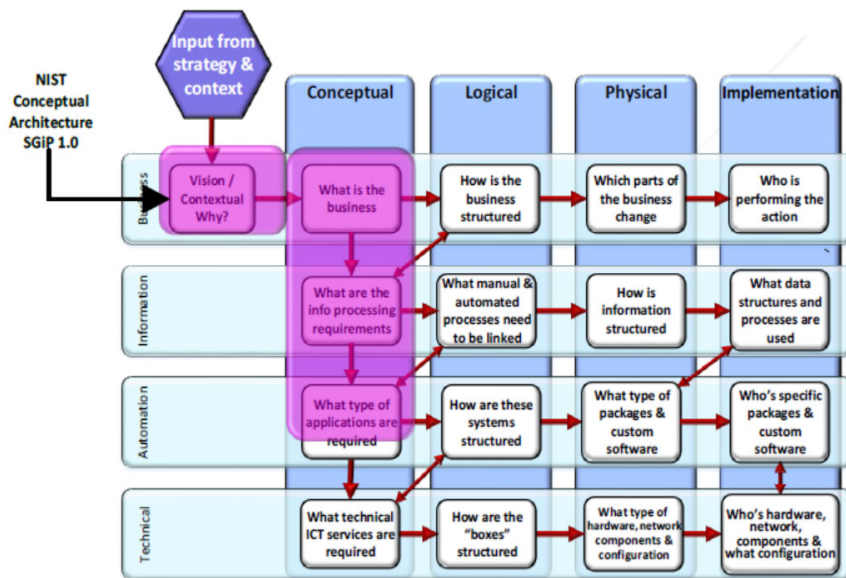 Input from
strategy &
context
NIST
Conceptual
Architecture
SGiP 1.0
Conceptual
Logical
Physical
Implementation
Business
Vision /
Contextual
Why?
What is the
business
How is the
business
structured
Which parts of
the business
change
Who is
performing the
action
Information
What are the
info processing
requirements
What manual &
automated
processes need
to be linked
How is
information
structured
What data
structures and
processes are
used
Automation
What type of
applications are
required
How are these
systems
structured
What type of
packages &
custom
software
Who's specific
packages &
custom
software
Technical
What technical
ICT services are
required
How are the
"boxes"
structured
What type of
hardware, network
components &
configuration
Who's hardware,
network,
components &
what configuration